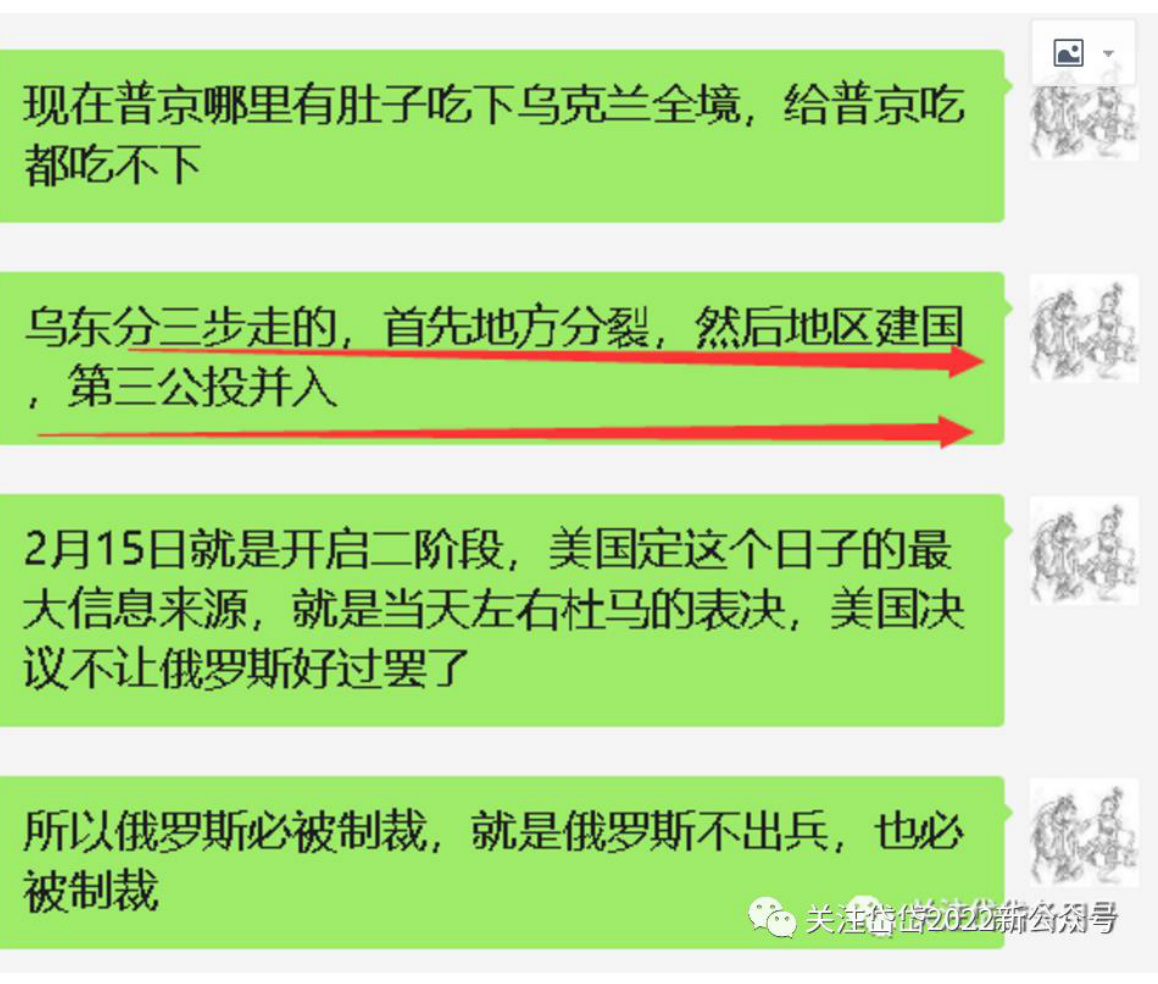 现在普京哪里有肚子吃下乌克兰全境，给普京吃
都吃不下
乌东分三步走的，首先地方分裂，然后地区建国
，第三公投并入
2月15日就是开启二阶段，美国定这个日子的最
大信息来源，就是当天左右杜马的表决，美国决
议不让俄罗斯好过罢了
所以俄罗斯必被制裁，就是俄罗斯不出兵，也必
被制裁
关注岱岱2022新公众号